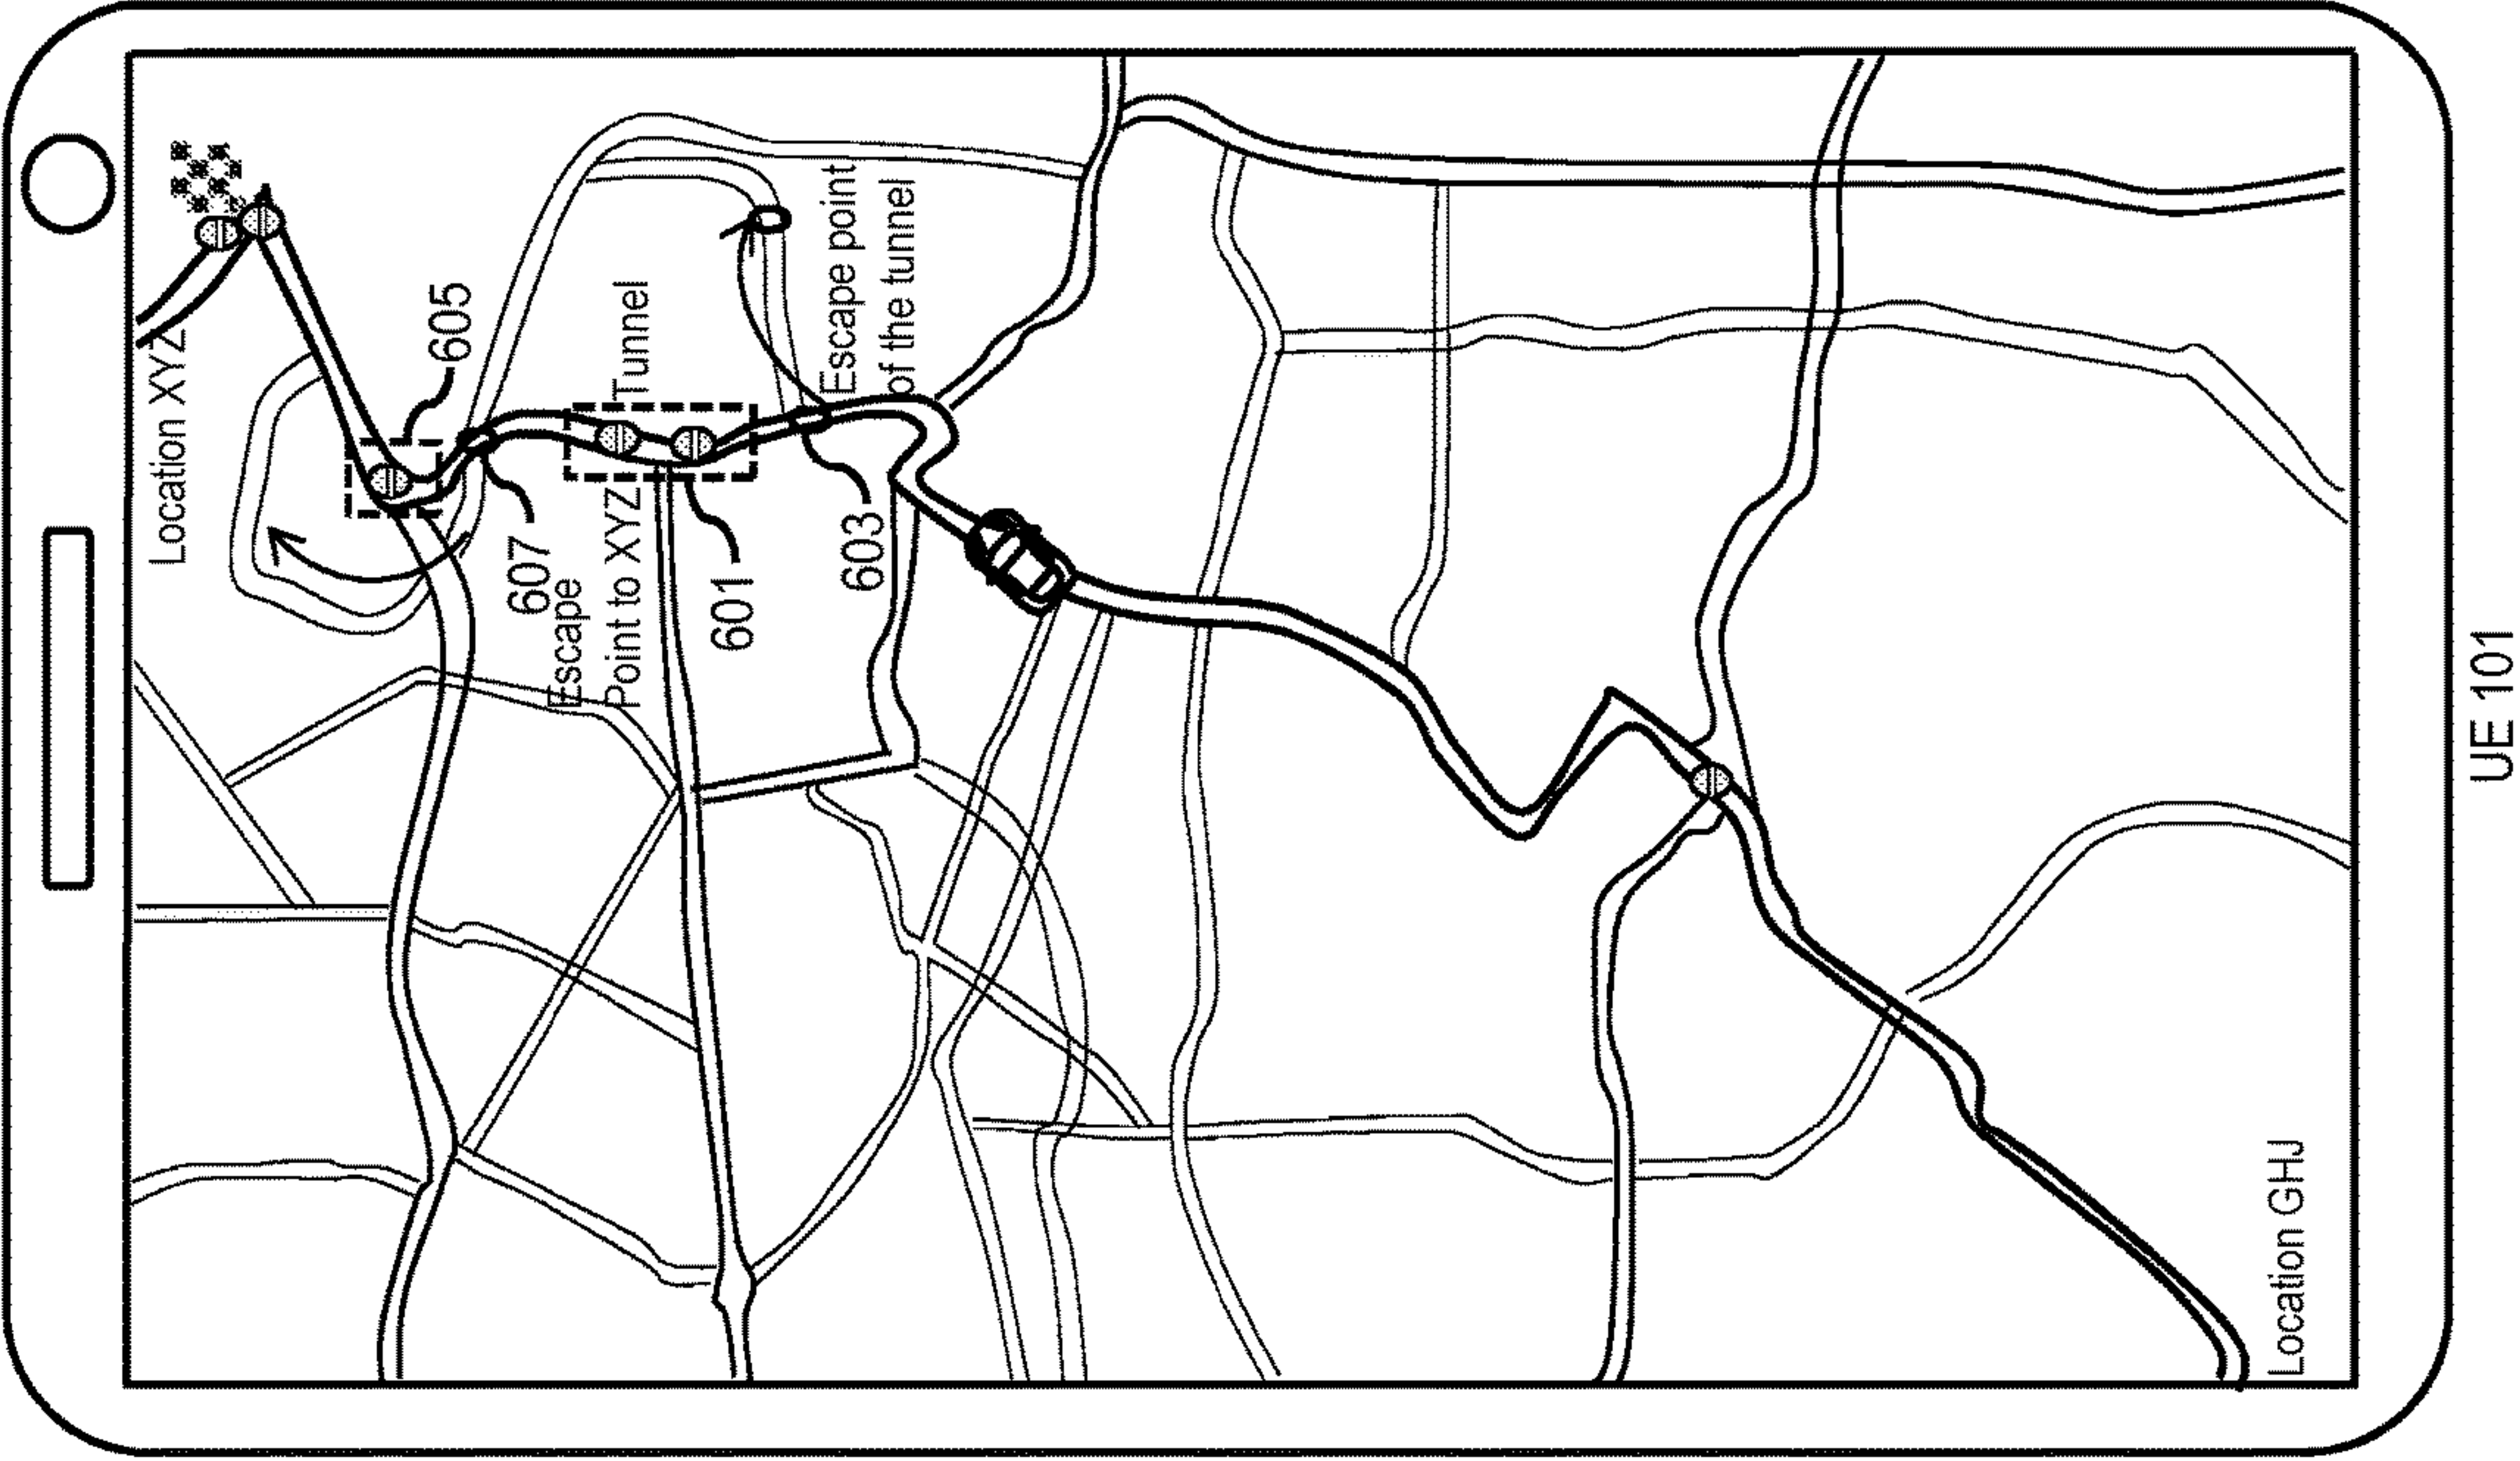 Location XYZ
605
607
Escape
Point to XYZ
Tunnel
601
603
Escape point
of the tunnel
Location GHJ
UE 101